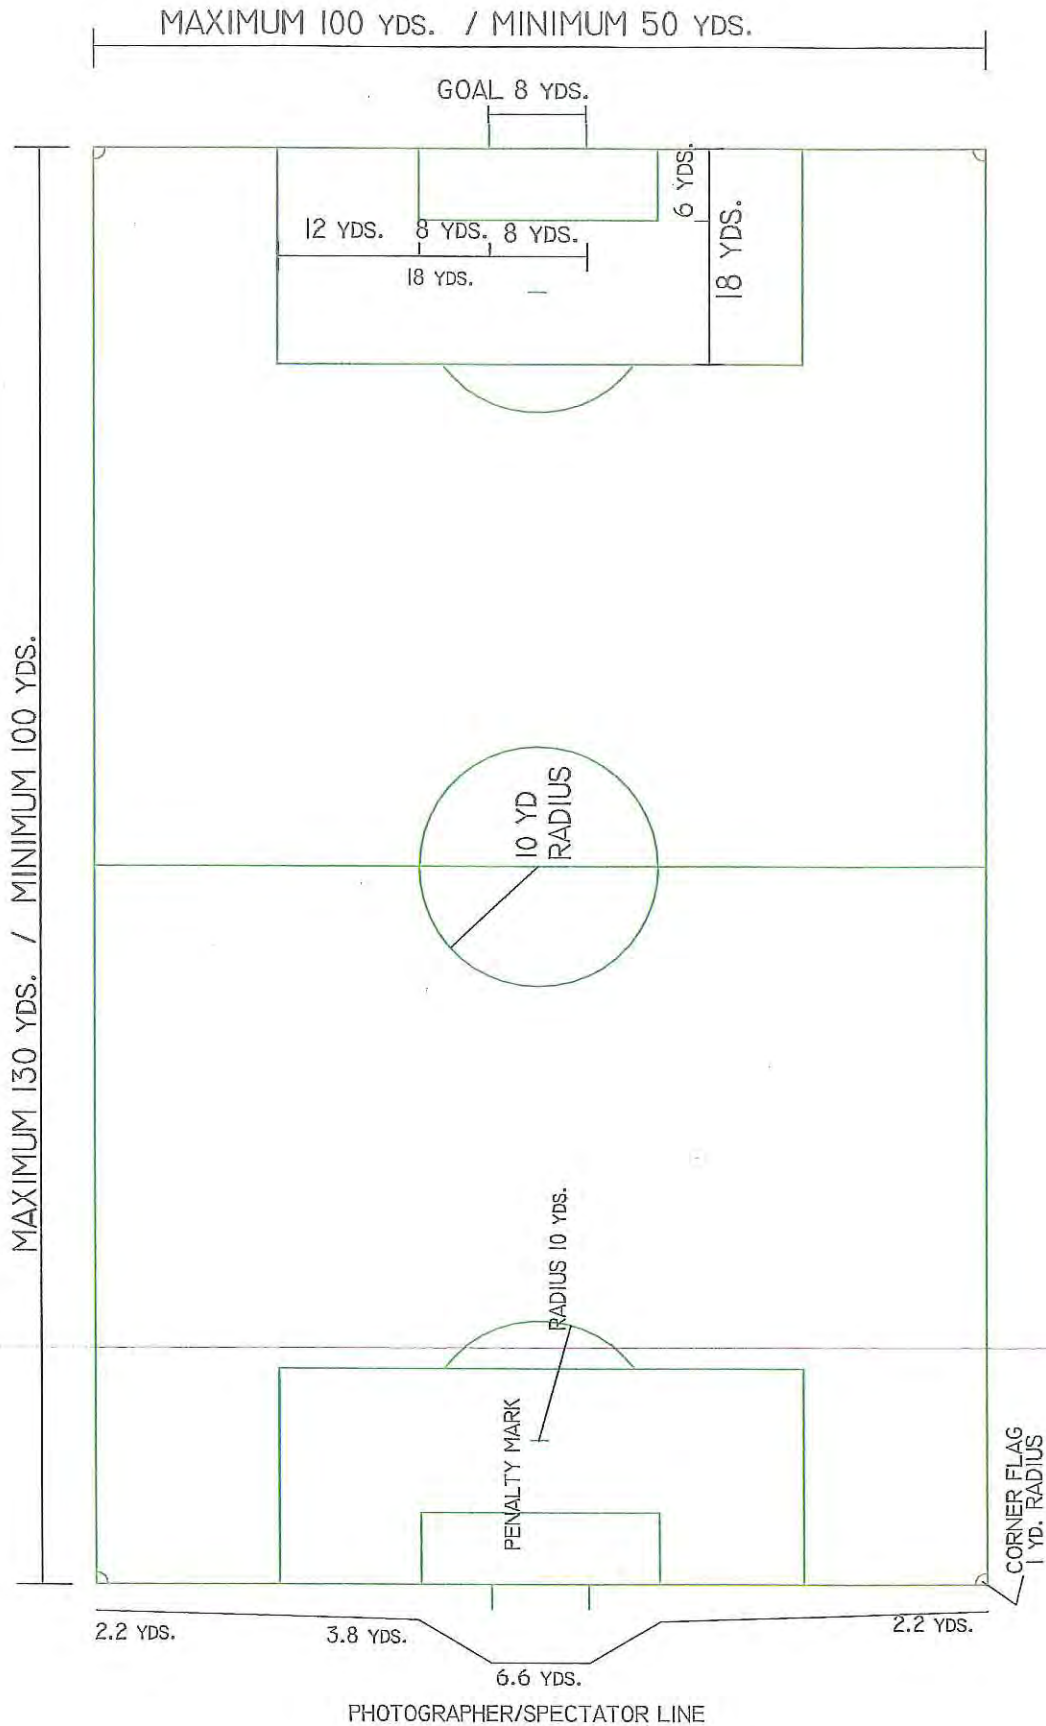 MAXIMUM 100 YDS. / MINIMUM 50 YDS.
GOAL 8 YDS.
6 YDS.
18 YDS.
12 YDS.
8 YDS.
8 YDS.
18 YDS.
MAXIMUM 130 YDS. / MINIMUM 100 YDS.
10 YD
RADIUS
RADIUS 10 YDS.
PENALTY MARK
CORNER FLAG
1 YD. RADIUS
2.2 YDS.
3.8 YDS.
2.2 YDS.
6.6 YDS.
PHOTOGRAPHER/SPECTATOR LINE